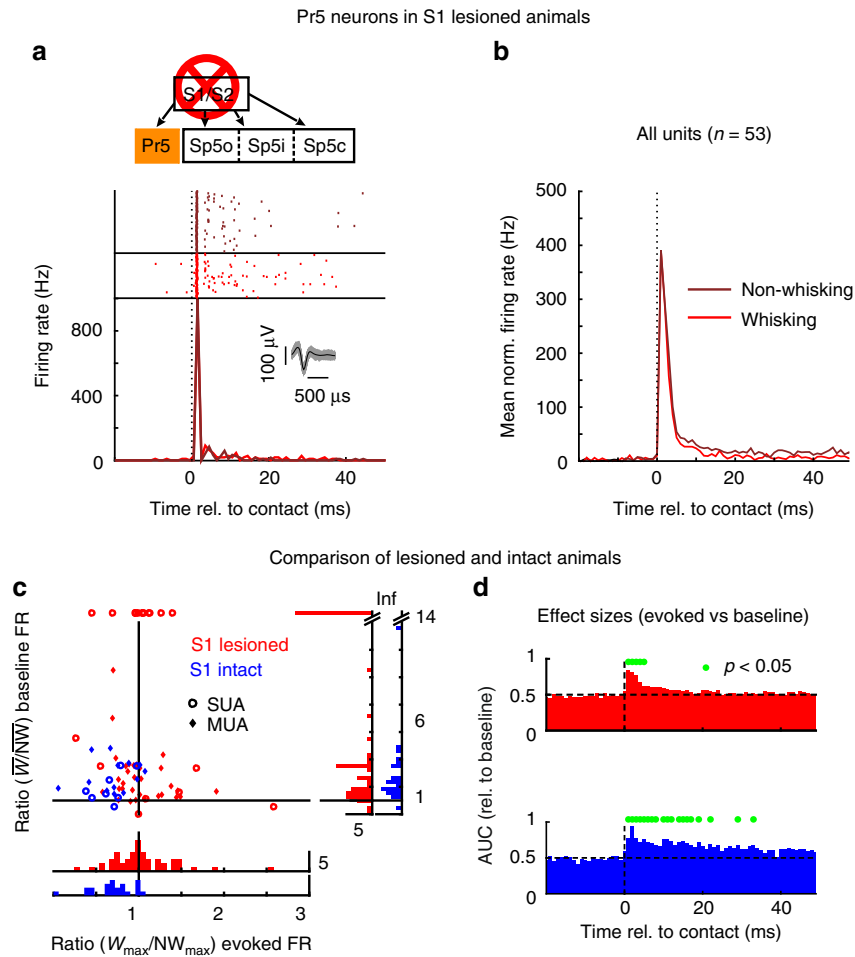 Pr5 neurons in S1 lesioned animals
a
S1/S2
Pr5 Sp5o Sp5i Sp5c
Firing rate (Hz)
800
400
0
100 µV
500 µs
0 20 40
Time rel. to contact (ms)
b
All units (n = 53)
Mean norm. firing rate (Hz)
500
400
300
200
100
50
0
Non-whisking
Whisking
0 20 40
Time rel. to contact (ms)
Comparison of lesioned and intact animals
c
Ratio (W/NW) baseline FR
S1 lesioned
S1 intact
SUA
MUA
Inf
14
6
1
5
5
1 2 3
Ratio (Wmax/NWmax) evoked FR
d
Effect sizes (evoked vs baseline)
p < 0.05
AUC (rel. to baseline)
1
0.5
0
1
0.5
0
0 20 40
Time rel. to contact (ms)